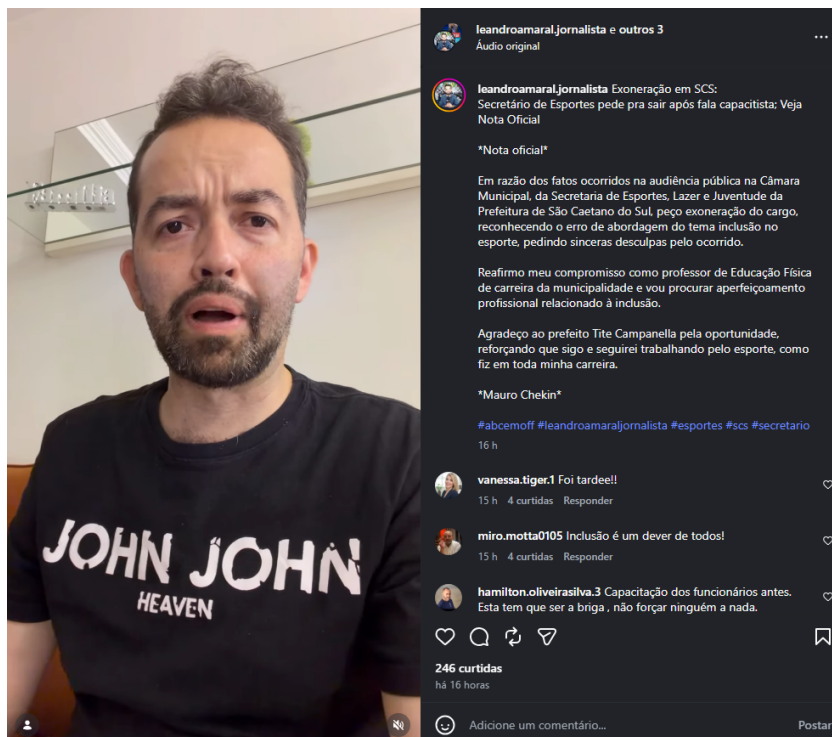 leandroamaral.jornalista e outros 3
Áudio original
leandroamaral.jornalista Exoneração em SCS:
Secretário de Esportes pede pra sair após fala capacitista; Veja
Nota Oficial
*Nota oficial*
Em razão dos fatos ocorridos na audiência pública na Câmara
Municipal, da Secretaria de Esportes, Lazer e Juventude da
Prefeitura de São Caetano do Sul, peço exoneração do cargo,
reconhecendo o erro de abordagem do tema inclusão no
esporte, pedindo sinceras desculpas pelo ocorrido.
Reafirmo meu compromisso como professor de Educação Física
de carreira da municipalidade e vou procurar aperfeiçoamento
profissional relacionado à inclusão.
Agradeço ao prefeito Tite Campanella pela oportunidade,
reforçando que sigo e seguirei trabalhando pelo esporte, como
fiz em toda minha carreira.
*Mauro Chekin*
#abcemoff #leandroamaraljornalista #esportes #scs #secretario
16 h
vanessa.tiger.1 Foi tardee!!
15 h 4 curtidas Responder
miro.motta0105 Inclusão é um dever de todos!
15 h 4 curtidas Responder
hamilton.oliveirasilva.3 Capacitação dos funcionários antes.
Esta tem que ser a briga , não forçar ninguém a nada.
246 curtidas
há 16 horas
Adicione um comentário...
Postar
JOHN JOHN
HEAVEN